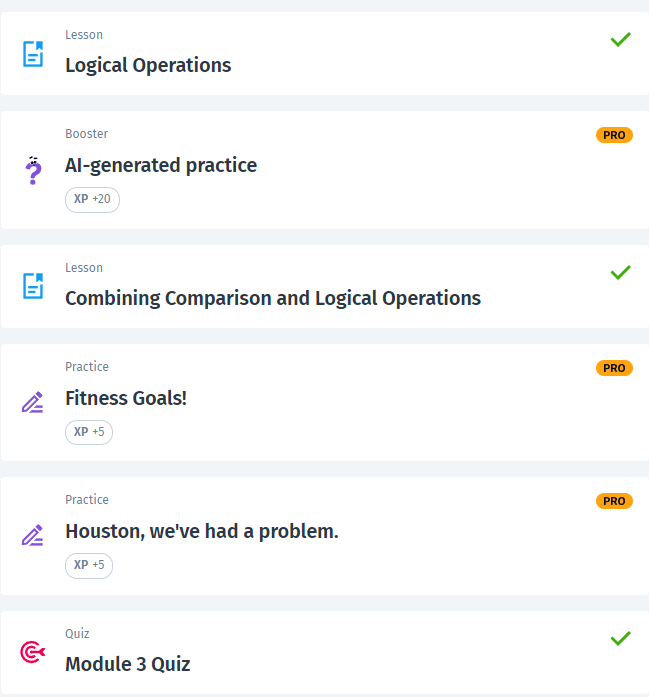 Lesson
Logical Operations
Booster
PRO
AI-generated practice
XP +20
Lesson
Combining Comparison and Logical Operations
Practice
PRO
Fitness Goals!
XP +5
Practice
PRO
Houston, we've had a problem.
XP +5
Quiz
Module 3 Quiz